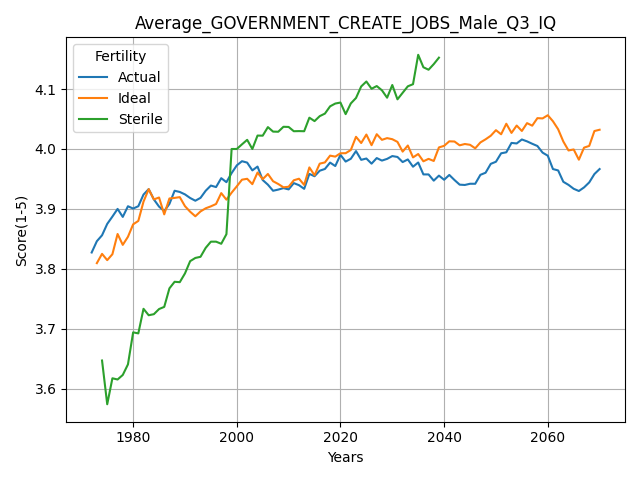 Average_GOVERNMENT_CREATE_JOBS_Male_Q3_IQ
Fertility
Actual
Ideal
Sterile
Score(1-5)
4.1
4.0
3.9
3.8
3.7
3.6
1980 2000 2020 2040 2060
Years